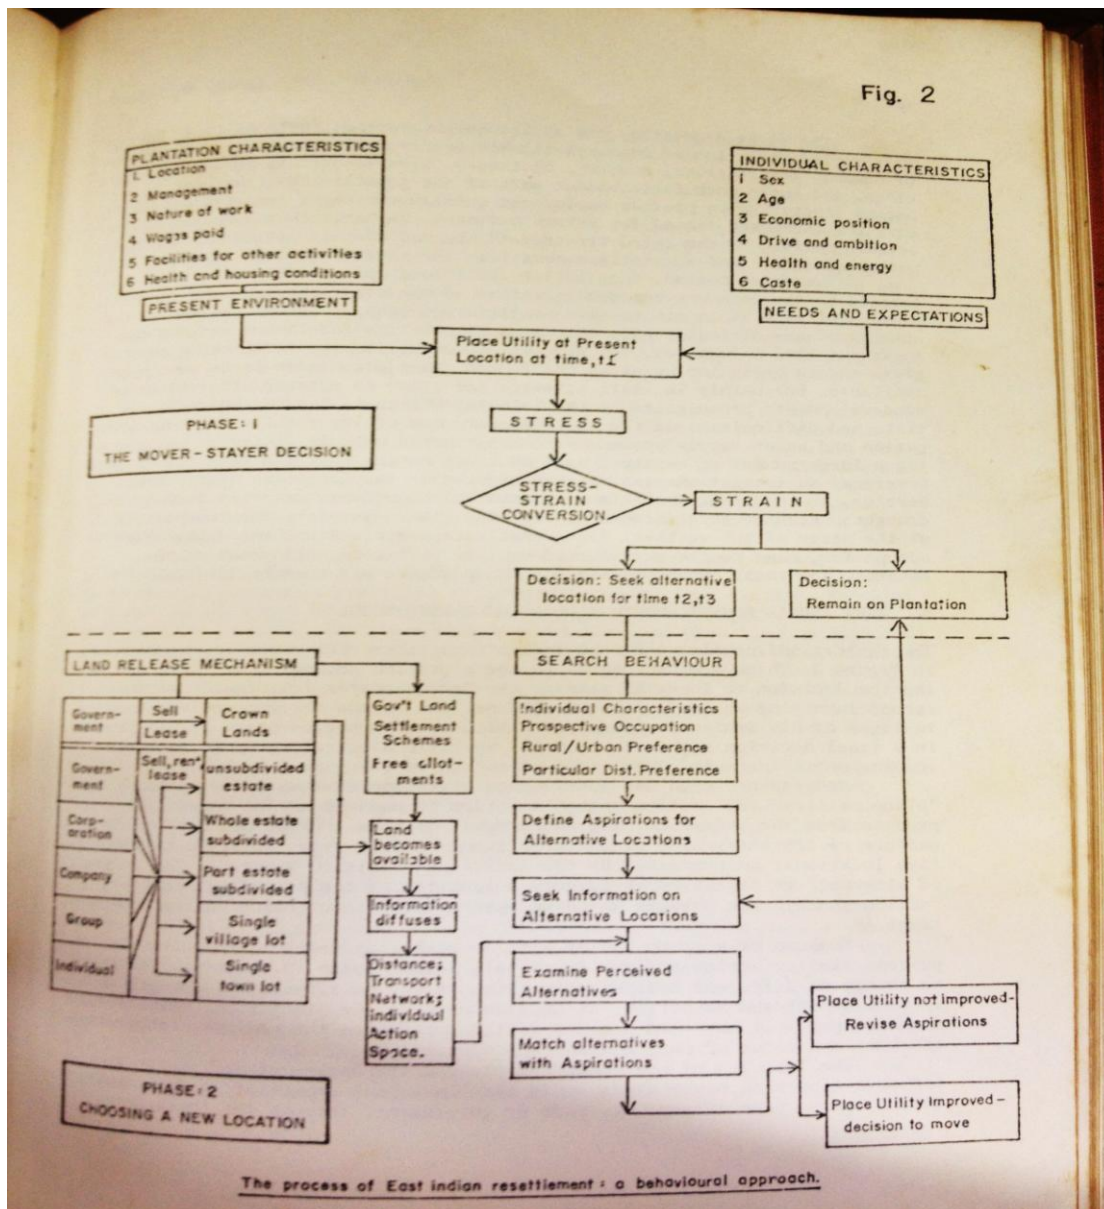 Fig. 2
PLANTATION CHARACTERISTICS
1 Location
2 Management
3 Nature of work
4 Wages paid
5 Facilities for other activities
6 Health and housing conditions
PRESENT ENVIRONMENT
INDIVIDUAL CHARACTERISTICS
1 Sex
2 Age
3 Economic position
4 Drive and ambition
5 Health and energy
6 Caste
NEEDS AND EXPECTATIONS
Place Utility at Present
Location at time, t1
STRESS
PHASE: 1
THE MOVER - STAYER DECISION
STRESS-
STRAIN
CONVERSION
STRAIN
Decision: Seek alternative
location for time t2, t3
Decision:
Remain on Plantation
LAND RELEASE MECHANISM
Govern-
ment
Sell
Lease
Crown
Lands
Govern-
ment
Sell, rent
lease
unsubdivided
estate
Corp-
oration
Whole estate
subdivided
Company
Part estate
subdivided
Group
Single
village lot
Individual
Single
town lot
Gov't Land
Settlement
Schemes
Free allot-
ments
Land
becomes
available
Information
diffuses
Distance;
Transport
Network;
individual
Action
Space.
SEARCH BEHAVIOUR
Individual Characteristics
Prospective Occupation
Rural/Urban Preference
Particular Dist. Preference
Define Aspirations for
Alternative Locations
Seek Information on
Alternative Locations
Examine Perceived
Alternatives
Match alternatives
with Aspirations
Place Utility not improved-
Revise Aspirations
Place Utility Improved-
decision to move
PHASE: 2
CHOOSING A NEW LOCATION
The process of East indian resettlement: a behavioural approach.